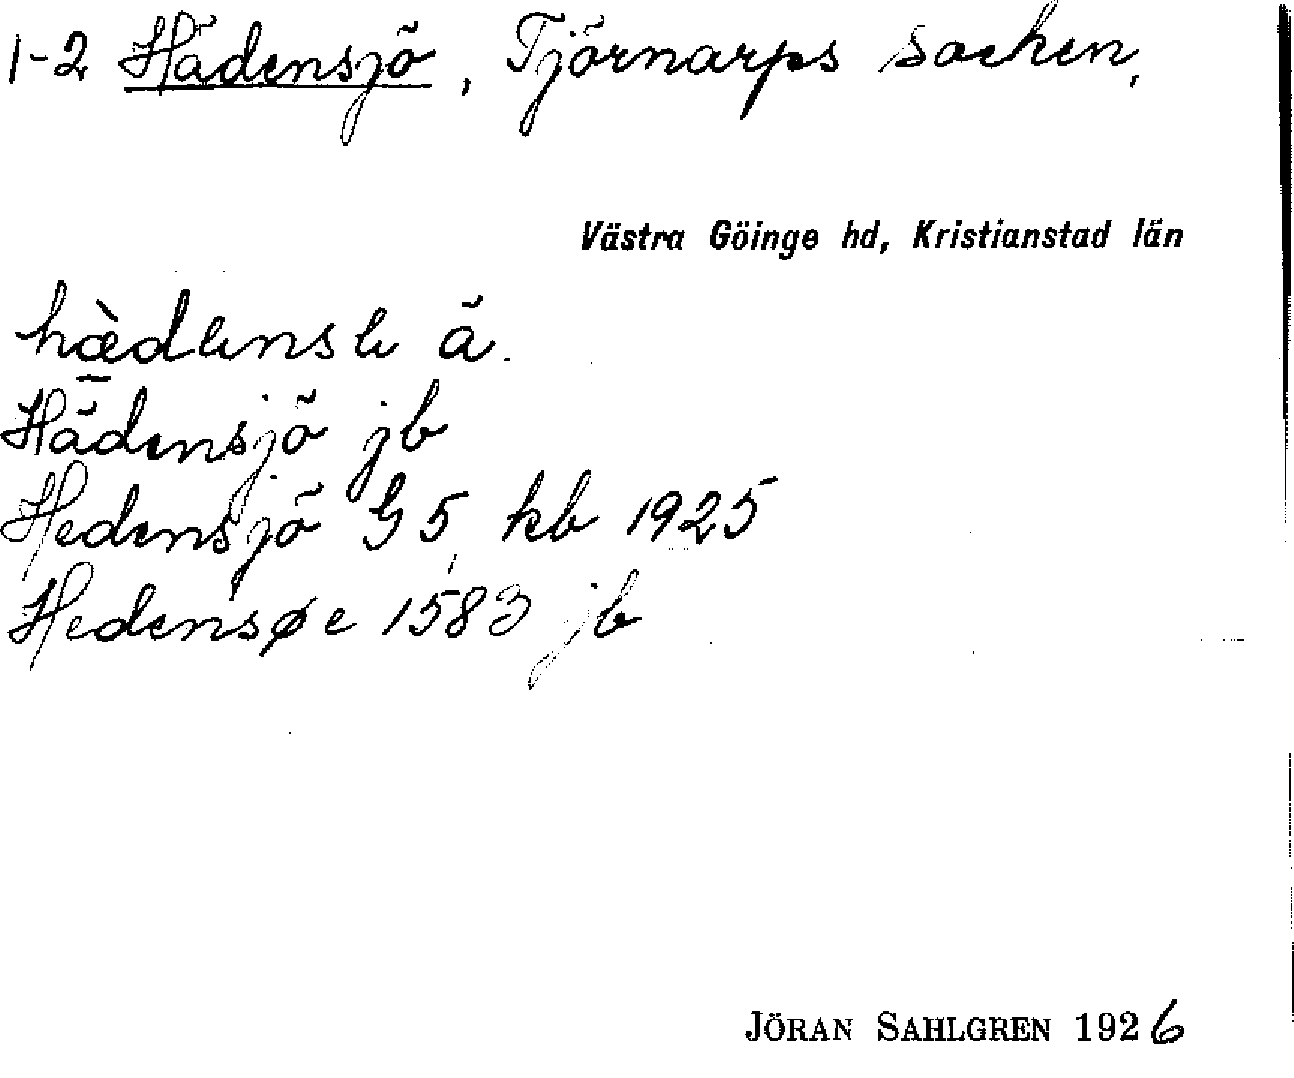 1-2 Hädensjö, Tjörnarps socken,
Västra Göinge hd, Kristianstad län
ä.
Hädensjö jb
Hedensjö G5, kb 1925
Hedensøe 1583 jb
JÖRAN SAHLGREN 1926